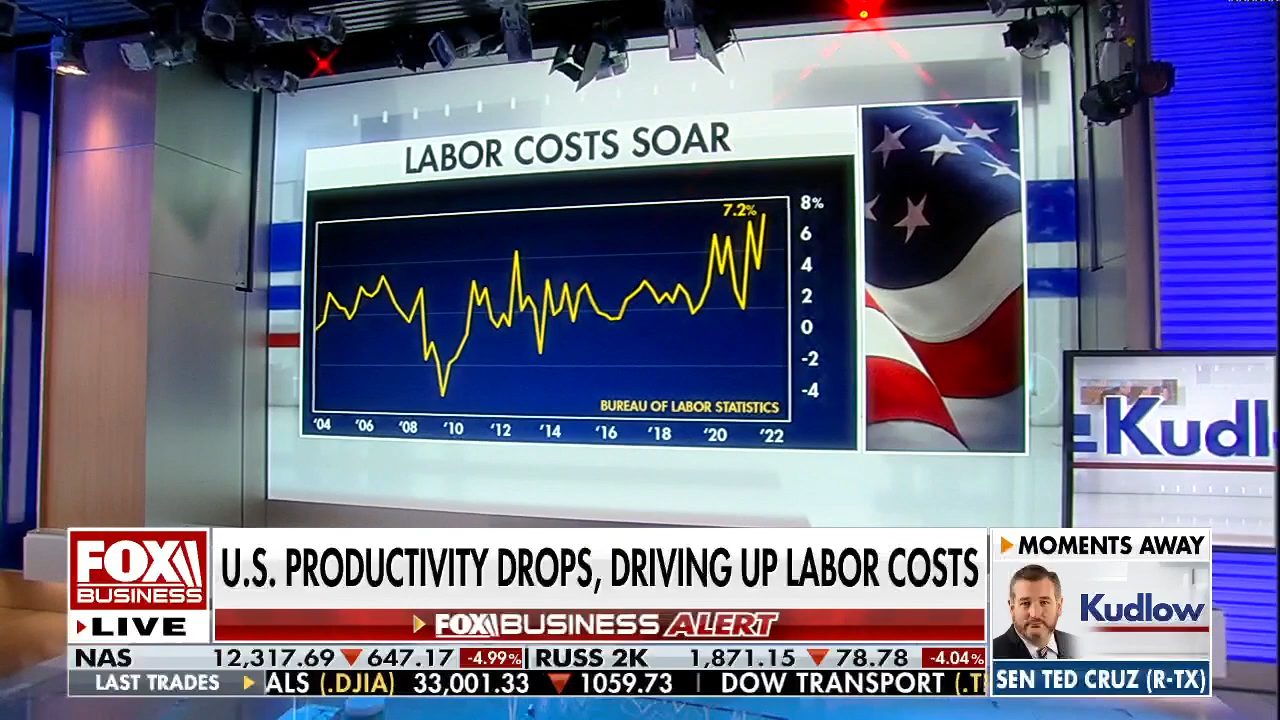 LABOR COSTS SOAR
7.2%
8%
6
4
2
0
-2
-4
BUREAU OF LABOR STATISTICS
'04 '06 '08 '10 '12 '14 '16 '18 '20 '22
Kudl
FOX
BUSINESS
LIVE
U.S. PRODUCTIVITY DROPS, DRIVING UP LABOR COSTS
FOX BUSINESS ALERT
MOMENTS AWAY
Kudlow
SEN TED CRUZ (R-TX)
NAS 12,317.69 647.17 -4.99% RUSS 2K 1,871.15 78.78 -4.04%
LAST TRADES ALS (.DJIA) 33,001.33 1059.73 DOW TRANSPORT (.T